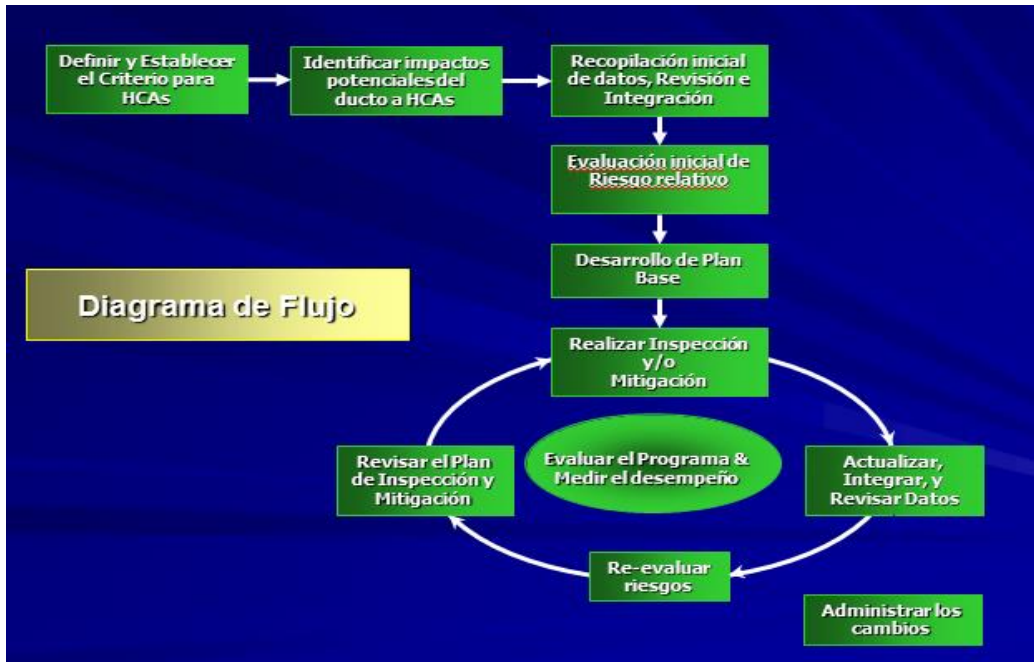 Definir y Establecer
el Criterio para
HCAs
Identificar impactos
potenciales del
ducto a HCAs
Recopilación inicial
de datos, Revisión e
Integración
Evaluación inicial de
Riesgo relativo
Desarrollo de Plan
Base
Diagrama de Flujo
Realizar Inspección
y/o
Mitigación
Revisar el Plan
de Inspección y
Mitigación
Evaluar el Programa &
Medir el desempeño
Actualizar,
Integrar, y
Revisar Datos
Re-evaluar
riesgos
Administrar los
cambios